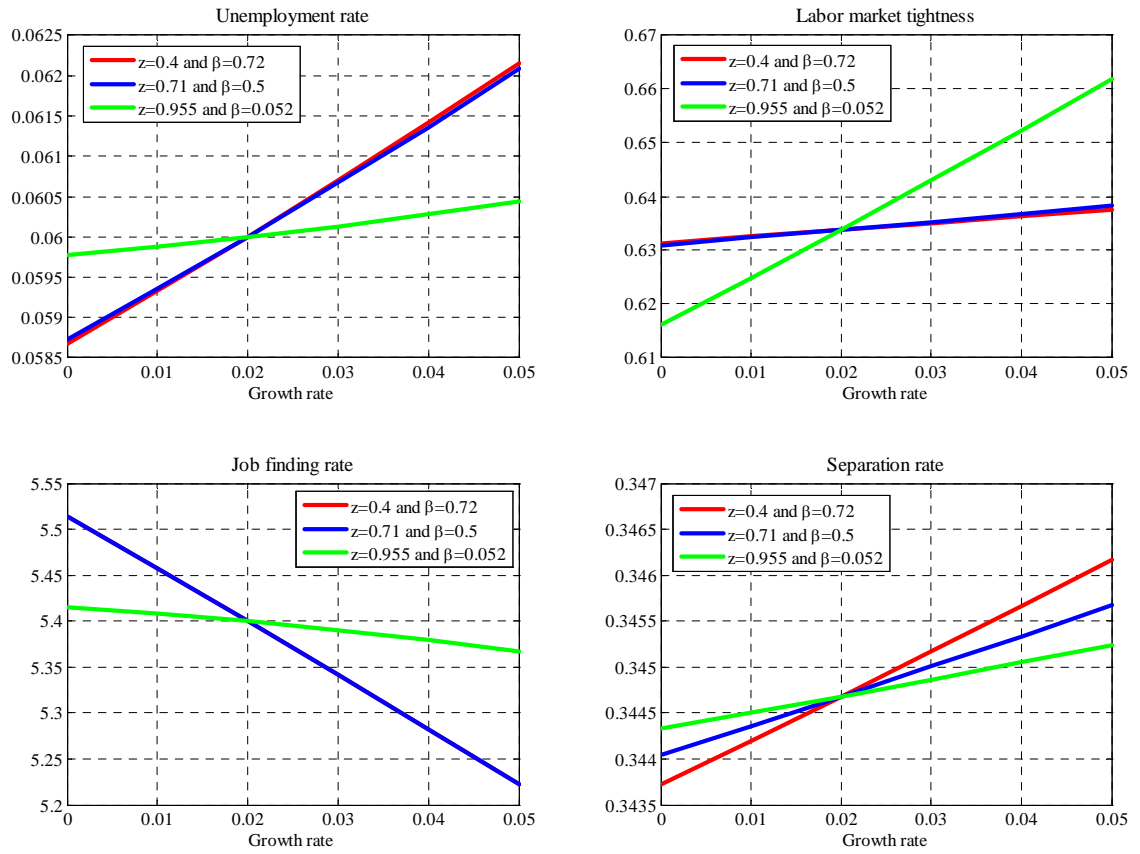 Unemployment rate
0.0625
0.062
0.0615
0.061
0.0605
0.06
0.0595
0.059
0.0585
z=0.4 and β=0.72
z=0.71 and β=0.5
z=0.955 and β=0.052
0 0.01 0.02 0.03 0.04 0.05
Growth rate
Labor market tightness
0.67
0.66
0.65
0.64
0.63
0.62
0.61
z=0.4 and β=0.72
z=0.71 and β=0.5
z=0.955 and β=0.052
0 0.01 0.02 0.03 0.04 0.05
Growth rate
Job finding rate
5.55
5.5
5.45
5.4
5.35
5.3
5.25
5.2
z=0.4 and β=0.72
z=0.71 and β=0.5
z=0.955 and β=0.052
0 0.01 0.02 0.03 0.04 0.05
Growth rate
Separation rate
0.347
0.3465
0.346
0.3455
0.345
0.3445
0.344
0.3435
z=0.4 and β=0.72
z=0.71 and β=0.5
z=0.955 and β=0.052
0 0.01 0.02 0.03 0.04 0.05
Growth rate